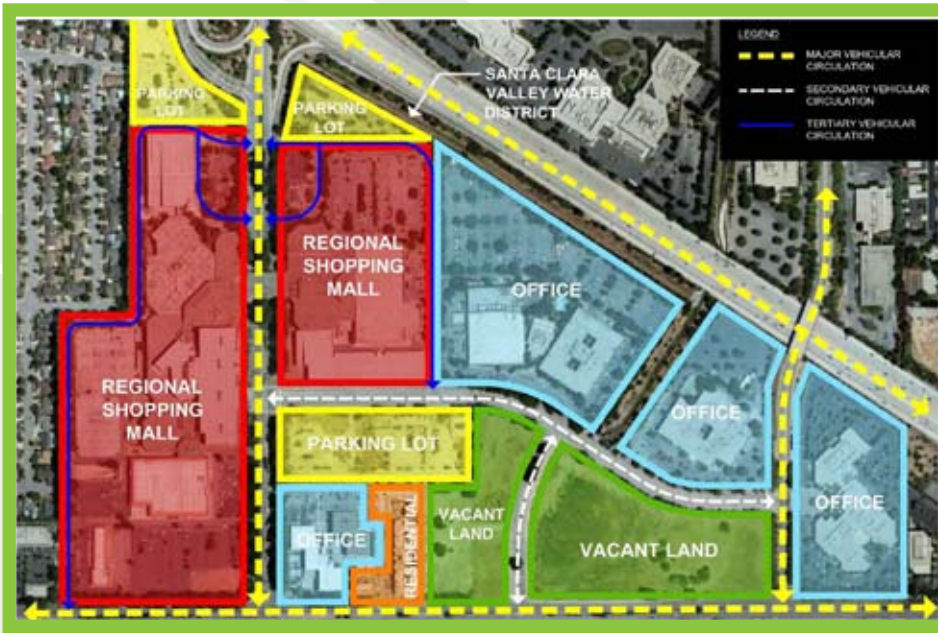 LEGEND
MAJOR VEHICULAR
CIRCULATION
SECONDARY VEHICULAR
CIRCULATION
TERTIARY VEHICULAR
CIRCULATION
SANTA CLARA
VALLEY WATER
DISTRICT
PARKING
LOT
PARKING
LOT
REGIONAL
SHOPPING
MALL
OFFICE
REGIONAL
SHOPPING
MALL
OFFICE
PARKING LOT
OFFICE
OFFICE
RESIDENTIAL
VACANT
LAND
VACANT LAND